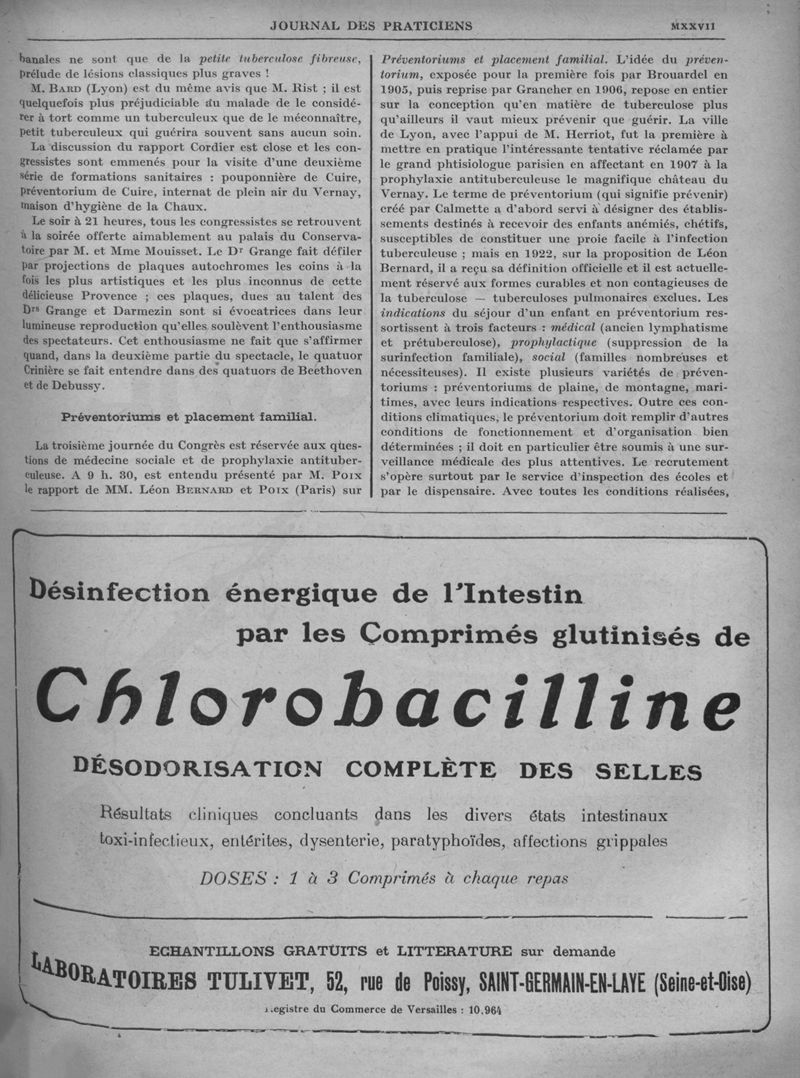 JOURNAL DES PRATICIENS
MXXVII
banales ne sont que de la petite tuberculose fibreuse,
prélude de lésions classiques plus graves !
M. BARD (Lyon) est du même avis que M. Rist ; il est
quelquefois plus préjudiciable au malade de le considé-
rer à tort comme un tuberculeux que de le méconnaître,
petit tuberculeux qui guérira souvent sans aucun soin.
La discussion du rapport Cordier est close et les con-
gressistes sont emmenés pour la visite d'une deuxième
série de formations sanitaires : pouponnière de Cuire,
préventorium de Cuire, internat de plein air du Vernay,
maison d'hygiène de la Chaux.
Le soir à 21 heures, tous les congressistes se retrouvent
à la soirée offerte aimablement au palais du Conserva-
toire par M. et Mme Mouisset. Le Dr Grange fait défiler
par projections de plaques autochromes les coins à la
fois les plus artistiques et les plus inconnus de cette
délicieuse Provence ; ces plaques, dues au talent des
Drs Grange et Darmezin sont si évocatrices dans leur
lumineuse reproduction qu'elles soulèvent l'enthousiasme
des spectateurs. Cet enthousiasme ne fait que s'affirmer
quand, dans la deuxième partie du spectacle, le quatuor
Crinière se fait entendre dans des quatuors de Beethoven
et de Debussy.
Préventoriums et placement familial.
La troisième journée du Congrès est réservée aux ques-
tions de médecine sociale et de prophylaxie antituber-
culeuse. A 9 h. 30, est entendu présenté par M. POIX
le rapport de MM. Léon BERNARD et POIX (Paris) sur
Préventoriums et placement familial. L'idée du préven-
torium, exposée pour la première fois par Brouardel en
1905, puis reprise par Grancher en 1906, repose en entier
sur la conception qu'en matière de tuberculose plus
qu'ailleurs il vaut mieux prévenir que guérir. La ville
de Lyon, avec l'appui de M. Herriot, fut la première à
mettre en pratique l'intéressante tentative réclamée par
le grand phtisiologue parisien en affectant en 1907 à la
prophylaxie antituberculeuse le magnifique château du
Vernay. Le terme de préventorium (qui signifie prévenir)
créé par Calmette a d'abord servi à désigner des établis-
sements destinés à recevoir des enfants anémiés, chétifs,
susceptibles de constituer une proie facile à l'infection
tuberculeuse ; mais en 1922, sur la proposition de Léon
Bernard, il a reçu sa définition officielle et il est actuelle-
ment réservé aux formes curables et non contagieuses de
la tuberculose — tuberculoses pulmonaires exclues. Les
indications du séjour d'un enfant en préventorium res-
sortissent à trois facteurs : médical (ancien lymphatisme
et prétuberculose), prophylactique (suppression de la
surinfection familiale), social (familles nombreuses et
nécessiteuses). Il existe plusieurs variétés de préven-
toriums : préventoriums de plaine, de montagne, mari-
times, avec leurs indications respectives. Outre ces con-
ditions climatiques, le préventorium doit remplir d'autres
conditions de fonctionnement et d'organisation bien
déterminées ; il doit en particulier être soumis à une sur-
veillance médicale des plus attentives. Le recrutement
s'opère surtout par le service d'inspection des écoles et
par le dispensaire. Avec toutes les conditions réalisées,
Désinfection énergique de l'Intestin
par les Comprimés glutinisés de
Chlorobacilline
DÉSODORISATION COMPLÈTE DES SELLES
Résultats cliniques concluants dans les divers états intestinaux
toxi-infectieux, entérites, dysenterie, paratyphoïdes, affections grippales
DOSES : 1 à 3 Comprimés à chaque repas
ECHANTILLONS GRATUITS et LITTERATURE sur demande
LABORATOIRES TULIVET, 52, rue de Poissy, SAINT-GERMAIN-EN-LAYE (Seine-et-Oise)
Registre du Commerce de Versailles : 10.964